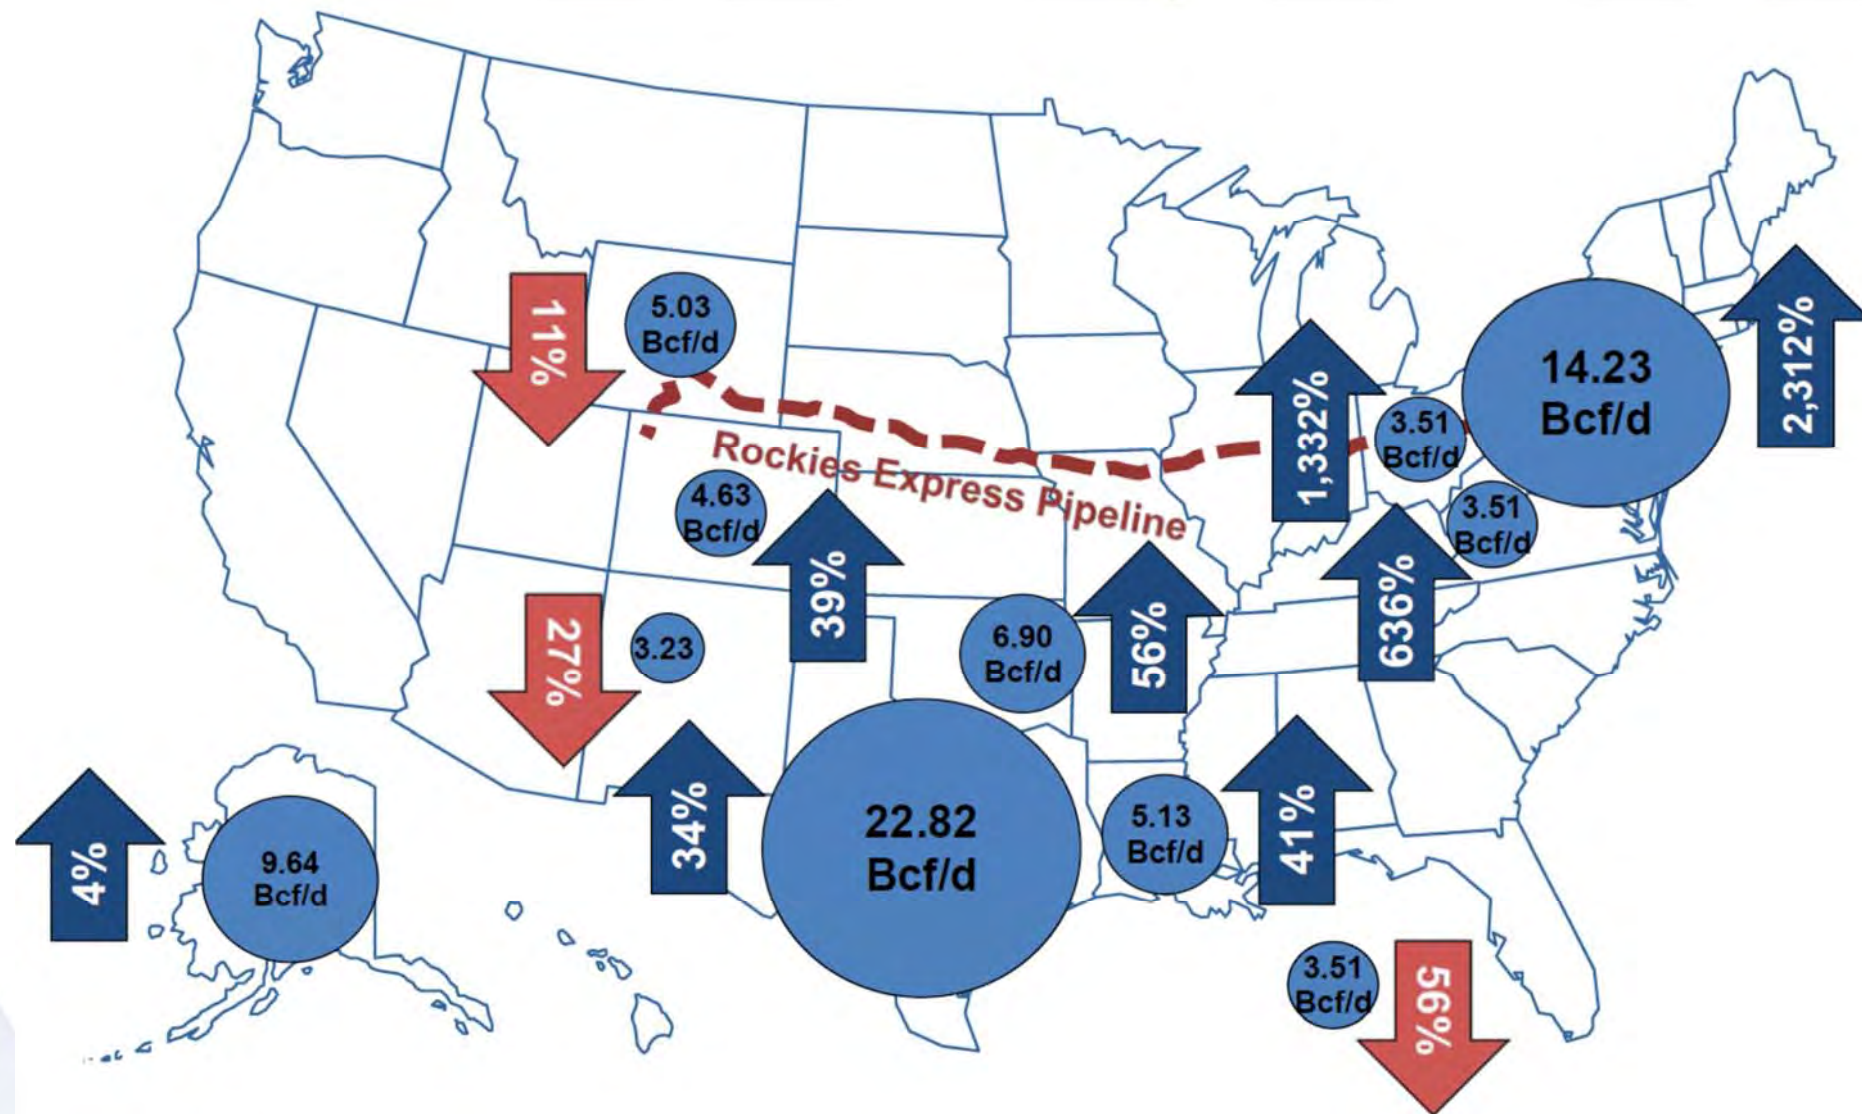 11%
5.03
Bcf/d
2,312%
14.23
Bcf/d
1,332%
3.51
Bcf/d
Rockies Express Pipeline
4.63
Bcf/d
39%
3.51
Bcf/d
636%
56%
27%
3.23
6.90
Bcf/d
34%
22.82
Bcf/d
5.13
Bcf/d
41%
4%
9.64
Bcf/d
3.51
Bcf/d
56%